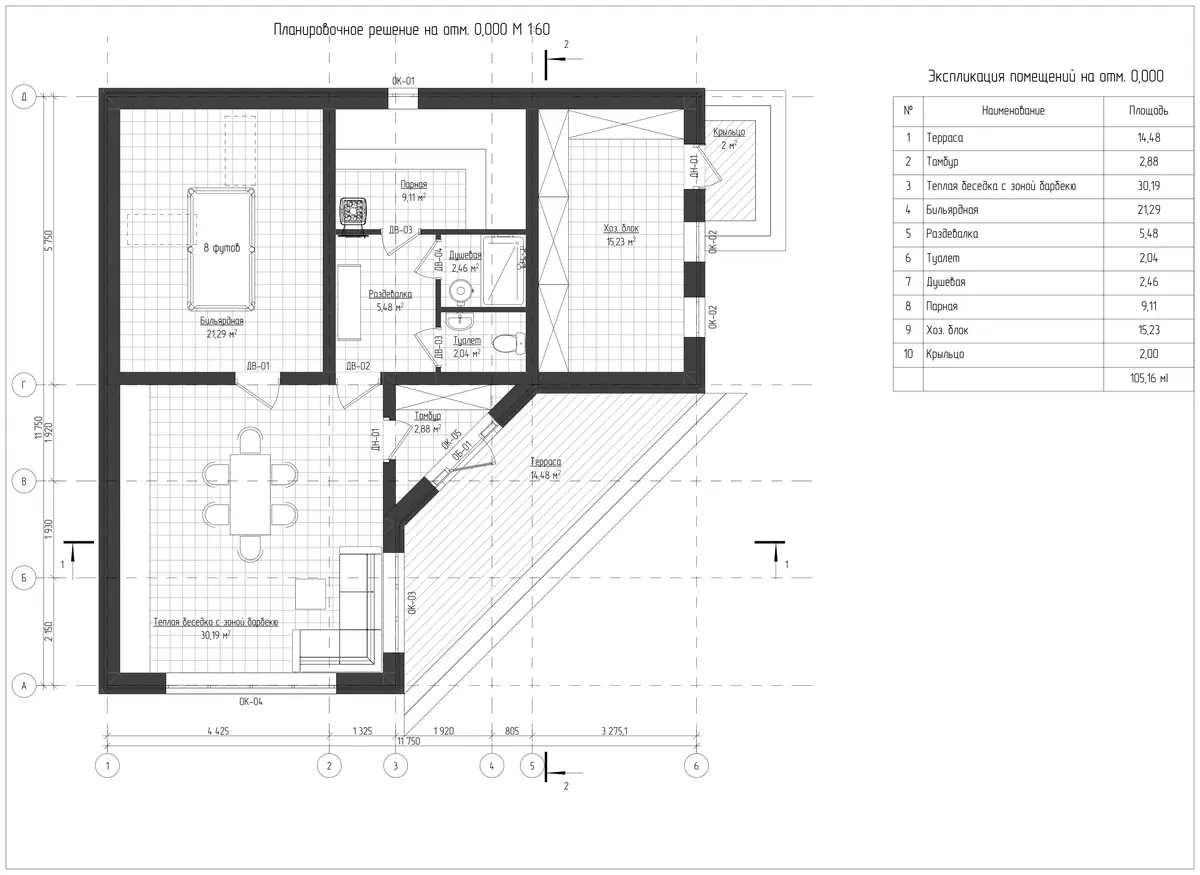 Планировочное решение на отм. 0,000 М 1:60
2
Экспликация помещений на отм. 0,000
№ Наименование Площадь
1 Терраса 14,48
2 Тамбур 2,88
3 Теплая беседка с зоной барбекю 30,19
4 Бильярдная 21,29
5 Раздевалка 5,48
6 Туалет 2,04
7 Душевая 2,46
8 Парная 9,11
9 Хоз. блок 15,23
10 Крыльцо 2,00
105,16 м|
ОК-01
Д
Крыльцо
2 м²
ДН-01
Парная
9,11 м²
ДВ-03
Хоз. блок
15,23 м²
ОК-02
8 футов
5 750
Душевая
2,46 м²
ДВ-04
Раздевалка
5,48 м²
Бильярдная
21,29 м²
ОК-02
Туалет
2,04 м²
ДВ-03
ДВ-01
ДВ-02
Г
Тамбур
2,88 м²
ДН-01
ОК-05
ОБ-01
11 750
1 920
Терраса
14,48 м²
В
1 930
1
1
Б
ОК-03
Теплая беседка с зоной барбекю
30,19 м²
2 150
А
ОК-04
4 425
1 325
1 920
805
3 275,1
11 750
1
2
3
4
5
6
2